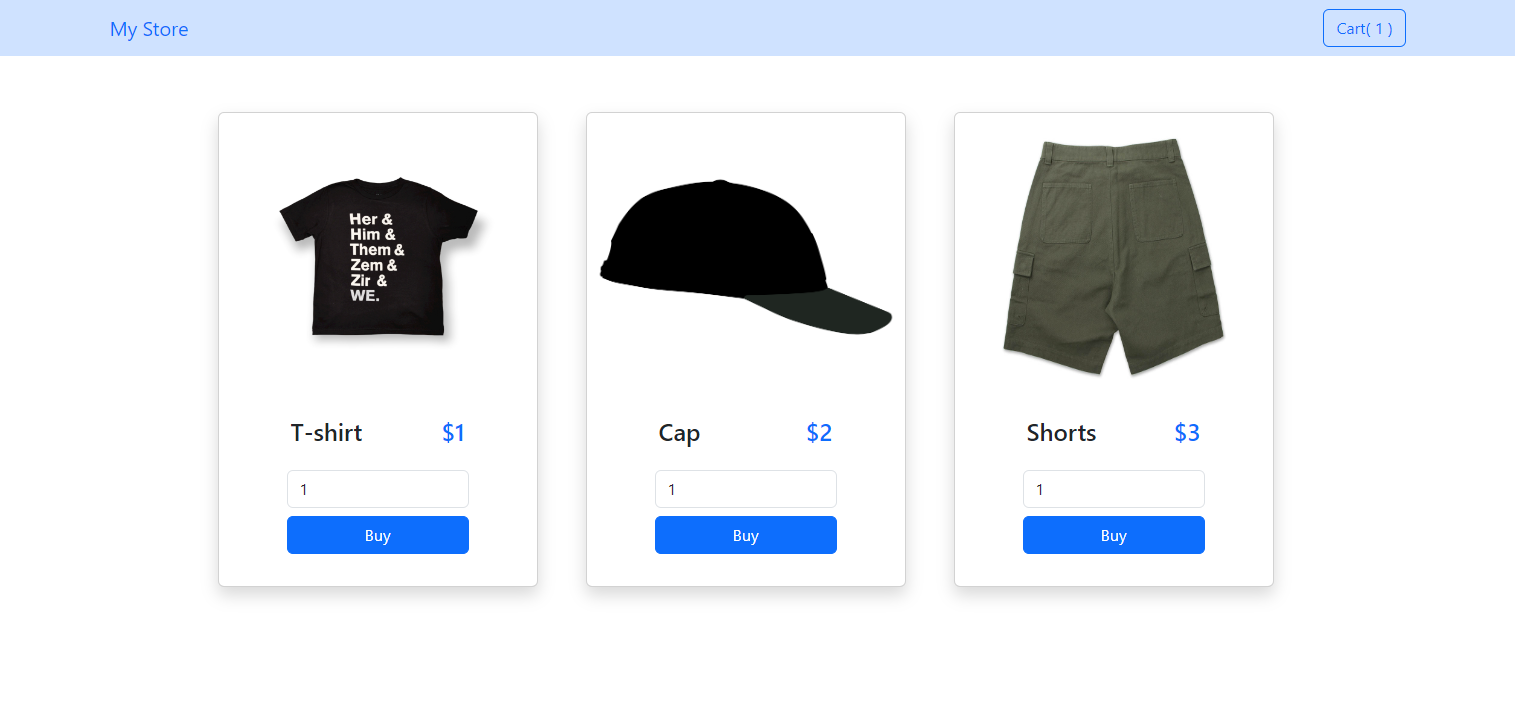 My Store
Cart( 1 )
Her &
Him &
Them &
Zem &
Zir &
WE.
T-shirt $1
1
Buy
Cap $2
1
Buy
Shorts $3
1
Buy